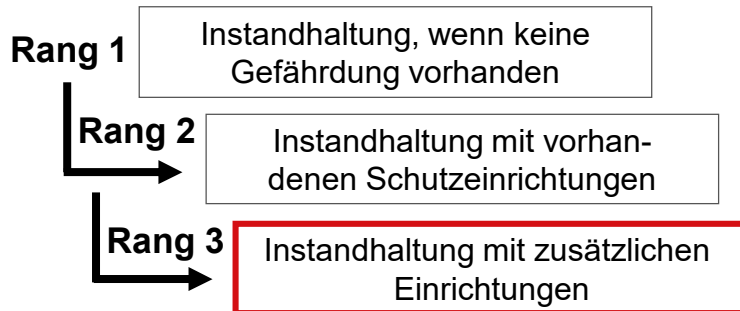 Rang 1
Instandhaltung, wenn keine
Gefährdung vorhanden
Rang 2
Instandhaltung mit vorhan-
denen Schutzeinrichtungen
Rang 3
Instandhaltung mit zusätzlichen
Einrichtungen